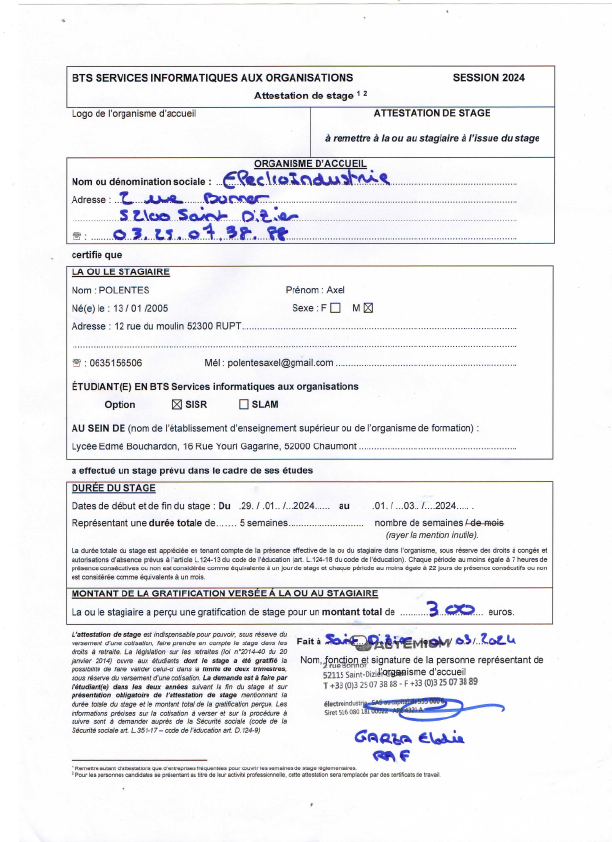 BTS SERVICES INFORMATIQUES AUX ORGANISATIONS SESSION 2024
Attestation de stage 1 2
Logo de l'organisme d'accueil
ATTESTATION DE STAGE
à remettre à la ou au stagiaire à l'issue du stage
ORGANISME D'ACCUEIL
Nom ou dénomination sociale : ElectroIndustrie
Adresse : 2 rue Bonnor
52100 Saint Dizier
☏ : 03.25.07.38.88
certifie que
LA OU LE STAGIAIRE
Nom : POLENTES Prénom : Axel
Né(e) le : 13 / 01 /2005 Sexe : F ☐ M ☒
Adresse : 12 rue du moulin 52300 RUPT
☏ : 0635156506 Mél : polentesaxel@gmail.com
ÉTUDIANT(E) EN BTS Services informatiques aux organisations
Option ☒ SISR ☐ SLAM
AU SEIN DE (nom de l'établissement d'enseignement supérieur ou de l'organisme de formation) :
Lycée Edmé Bouchardon, 16 Rue Youri Gagarine, 52000 Chaumont
a effectué un stage prévu dans le cadre de ses études
DURÉE DU STAGE
Dates de début et de fin du stage : Du .29. / .01.. /...2024...... au .01. / ...03.. /....2024..... .
Représentant une durée totale de....... 5 semaines.................... nombre de semaines / de mois
(rayer la mention inutile).
La durée totale du stage est appréciée en tenant compte de la présence effective de la ou du stagiaire dans l'organisme, sous réserve des droits à congés et
autorisations d'absence prévus à l'article L.124-13 du code de l'éducation (art. L.124-18 du code de l'éducation). Chaque période au moins égale à 7 heures de
présence consécutives ou non est considérée comme équivalente à un jour de stage et chaque période au moins égale à 22 jours de présence consécutifs ou non
est considérée comme équivalente à un mois.
MONTANT DE LA GRATIFICATION VERSÉE À LA OU AU STAGIAIRE
La ou le stagiaire a perçu une gratification de stage pour un montant total de 300 euros.
L'attestation de stage est indispensable pour pouvoir, sous réserve du
versement d'une cotisation, faire prendre en compte le stage dans les
droits à retraite. La législation sur les retraites (loi n°2014-40 du 20
janvier 2014) ouvre aux étudiants dont le stage a été gratifié la
possibilité de faire valider celui-ci dans la limite de deux trimestres,
sous réserve du versement d'une cotisation. La demande est à faire par
l'étudiant(e) dans les deux années suivant la fin du stage et sur
présentation obligatoire de l'attestation de stage mentionnant la
durée totale du stage et le montant total de la gratification perçue. Les
informations précises sur la cotisation à verser et sur la procédure à
suivre sont à demander auprès de la Sécurité sociale (code de la
Sécurité sociale art. L.351-17 – code de l'éducation art. D.124-9)
Fait à Saint Dizier 03/2024
Nom, fonction et signature de la personne représentant de
l'organisme d'accueil
2 rue Bonnor
52115 Saint-Dizier
T +33 (0)3 25 07 38 88 - F +33 (0)3 25 07 38 89
électroindustrie - SAS au capital de
GARZA Elodie
RAF
1 Remettre autant d'attestations que d'entreprises fréquentées pour couvrir les semaines de stage réglementaires.
2 Pour les personnes candidates se présentant au titre de leur activité professionnelle, cette attestation sera remplacée par des certificats de travail.